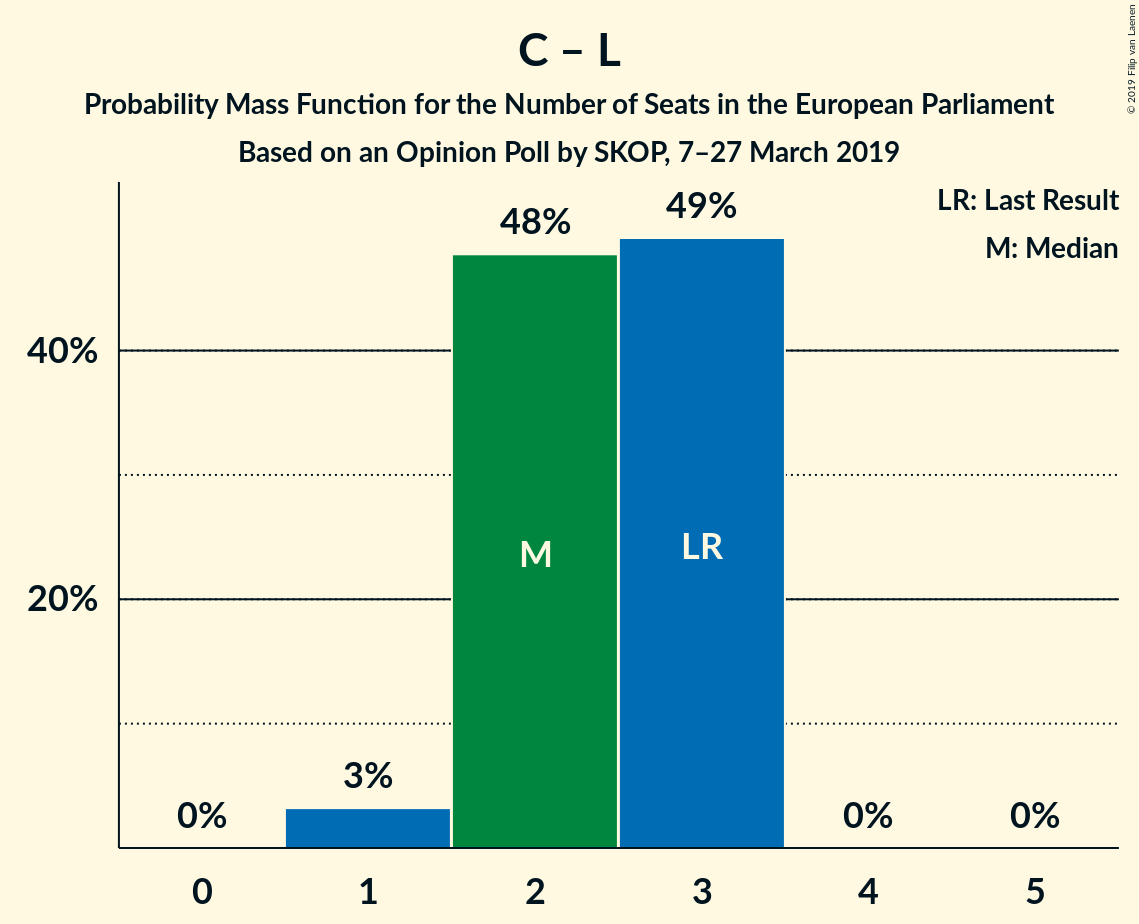 C – L
Probability Mass Function for the Number of Seats in the European Parliament
Based on an Opinion Poll by SKOP, 7–27 March 2019
© 2019 Filip van Laenen
LR: Last Result
M: Median
48%
49%
40%
M
LR
20%
3%
0%
0%
0%
0
1
2
3
4
5